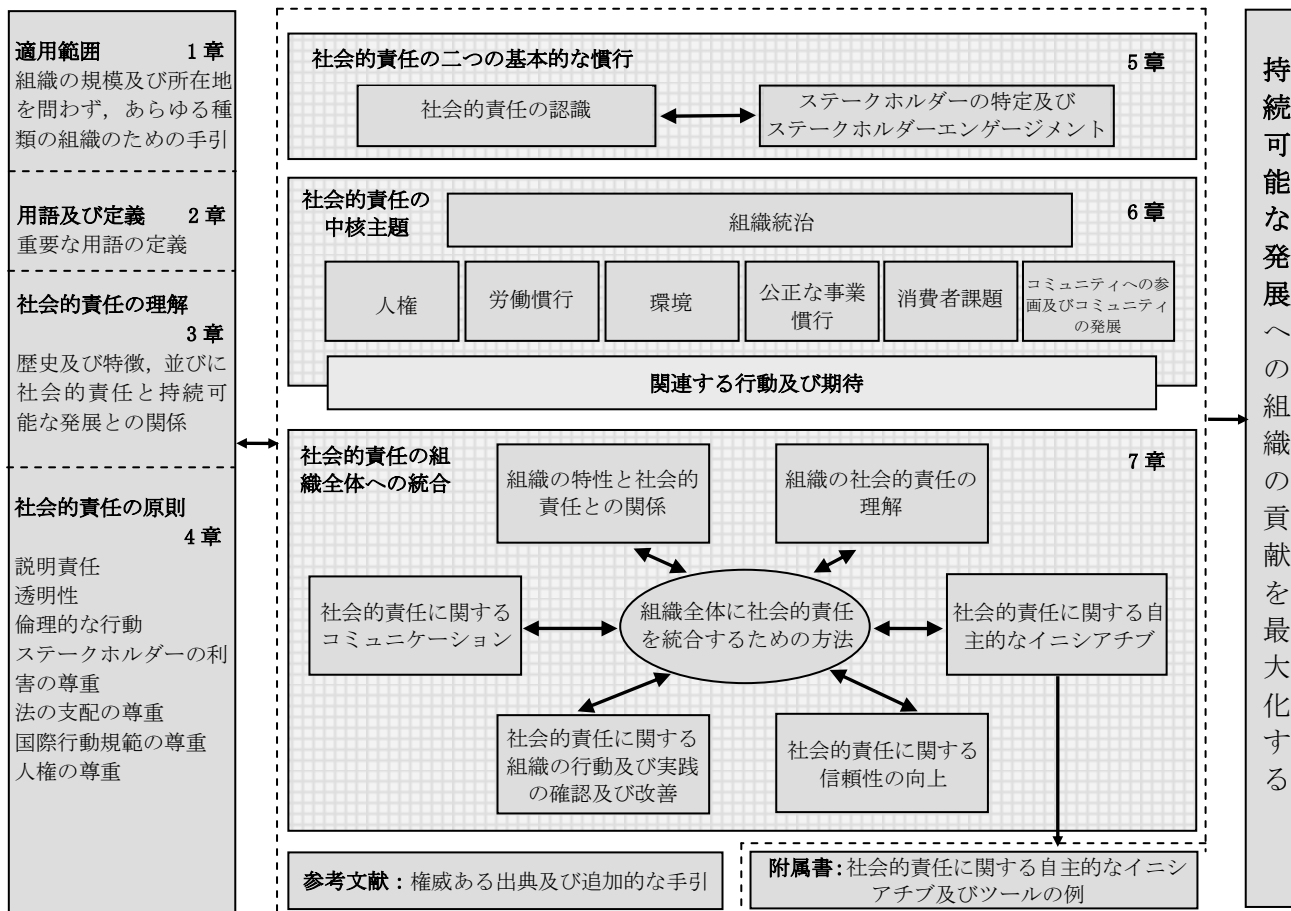 適用範囲 1章
組織の規模及び所在地
を問わず，あらゆる種
類の組織のための手引
用語及び定義 2章
重要な用語の定義
社会的責任の理解
3章
歴史及び特徴，並びに
社会的責任と持続可
能な発展との関係
社会的責任の原則
4章
説明責任
透明性
倫理的な行動
ステークホルダーの利
害の尊重
法の支配の尊重
国際行動規範の尊重
人権の尊重
社会的責任の二つの基本的な慣行 5章
社会的責任の認識
ステークホルダーの特定及び
ステークホルダーエンゲージメント
社会的責任の
中核主題
6章
組織統治
人権
労働慣行
環境
公正な事業
慣行
消費者課題
コミュニティへの参
画及びコミュニティ
の発展
関連する行動及び期待
社会的責任の組
織全体への統合
7章
組織の特性と社会的
責任との関係
組織の社会的責任の
理解
社会的責任に関する
コミュニケーション
組織全体に社会的責任
を統合するための方法
社会的責任に関する自
主的なイニシアチブ
社会的責任に関する
組織の行動及び実践
の確認及び改善
社会的責任に関する
信頼性の向上
参考文献：権威ある出典及び追加的な手引
附属書:社会的責任に関する自主的なイニシ
アチブ及びツールの例
持続可能な発展への組織の貢献を最大化する